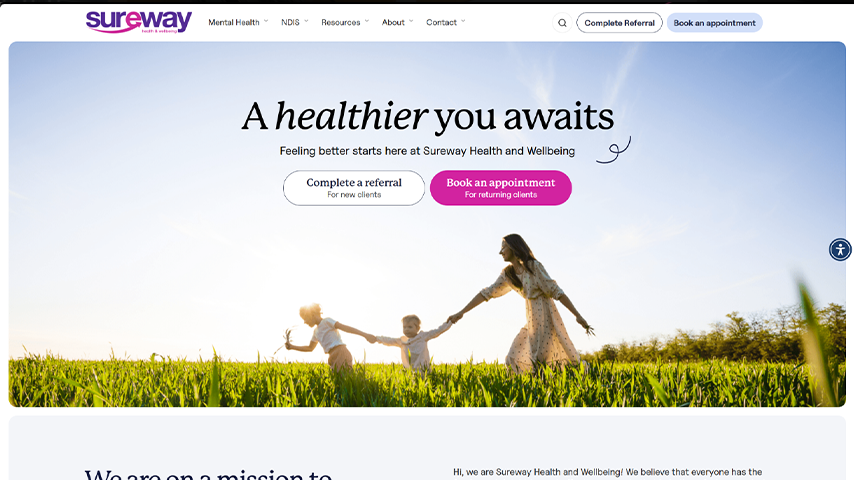 sureway
health & wellbeing
Mental Health
NDIS
Resources
About
Contact
Complete Referral
Book an appointment
A healthier you awaits
Feeling better starts here at Sureway Health and Wellbeing
Complete a referral
For new clients
Book an appointment
For returning clients
We are on a mission to
Hi, we are Sureway Health and Wellbeing! We believe that everyone has the